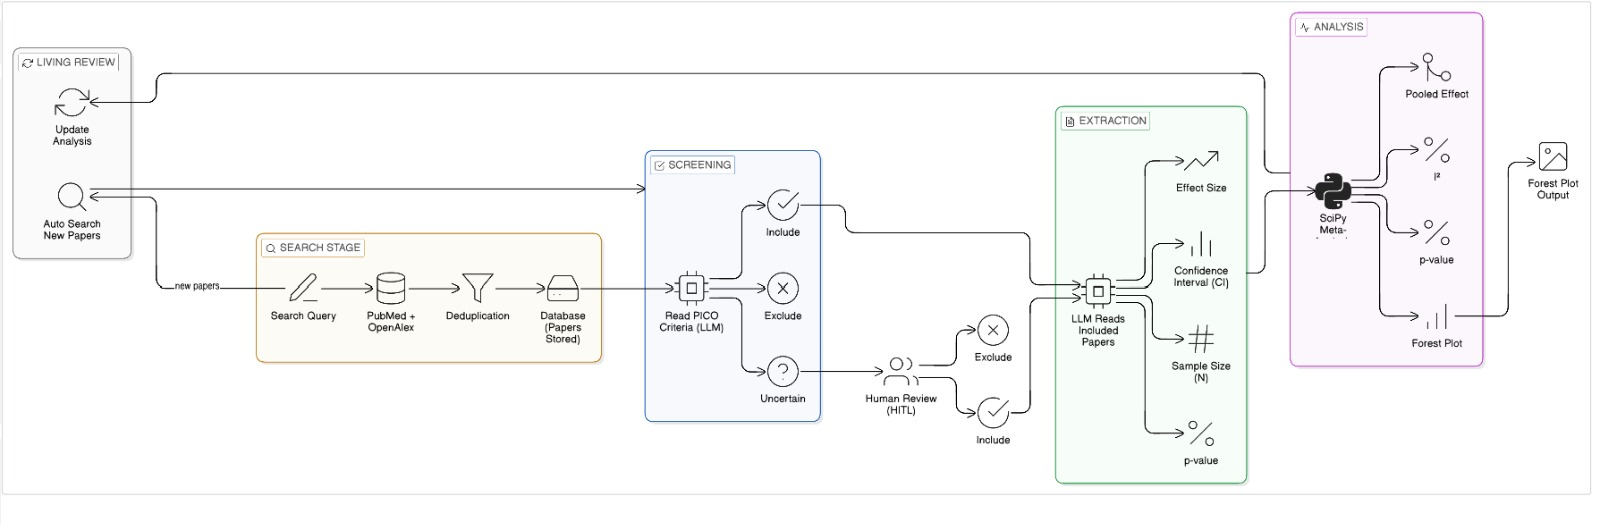 LIVING REVIEW
Update
Analysis
Auto Search
New Papers
new papers
SEARCH STAGE
Search Query
PubMed +
OpenAlex
Deduplication
Database
(Papers
Stored)
SCREENING
Read PICO
Criteria (LLM)
Include
Exclude
Uncertain
Human Review
(HITL)
Exclude
Include
EXTRACTION
LLM Reads
Included
Papers
Effect Size
Confidence
Interval (CI)
Sample Size
(N)
p-value
ANALYSIS
SciPy
Meta-
Pooled Effect
I²
p-value
Forest Plot
Forest Plot
Output